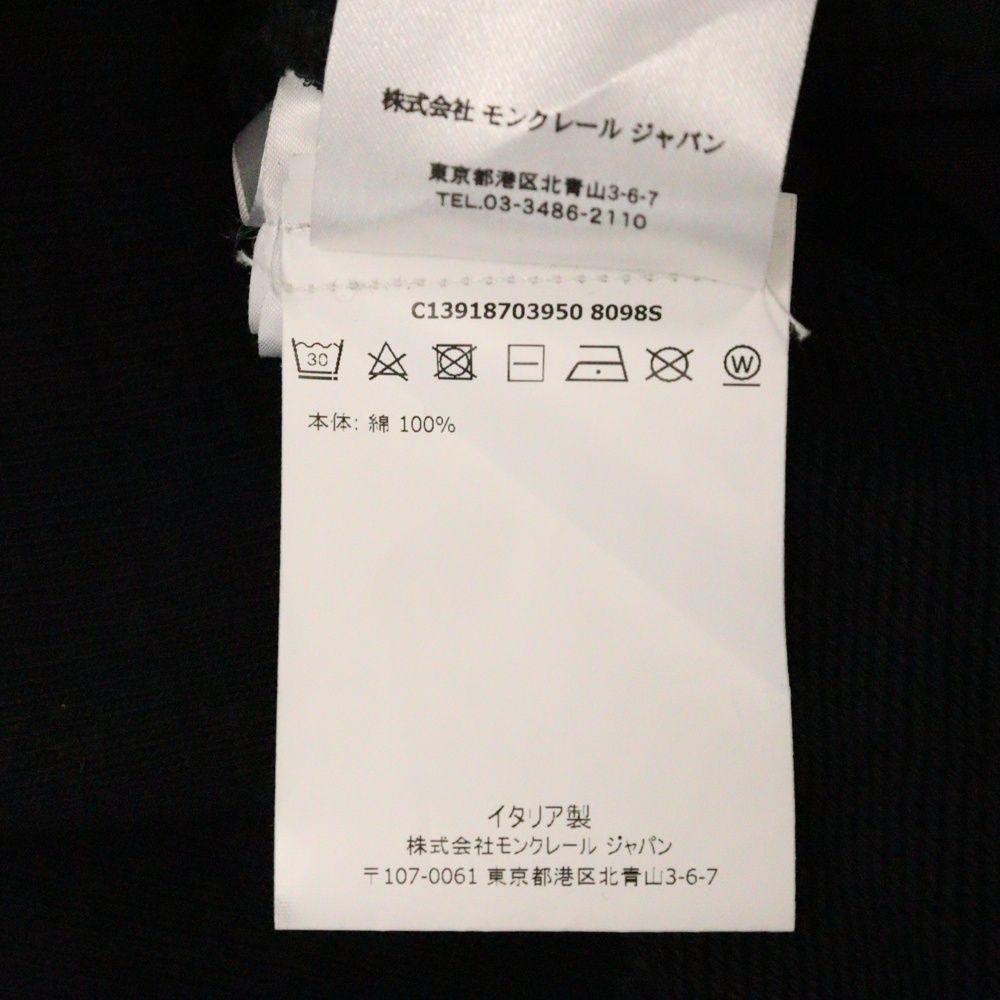 株式会社 モンクレール ジャパン
東京都港区北青山3-6-7
TEL.03-3486-2110
C13918703950 8098S
30
W
本体: 綿 100%
イタリア製
株式会社モンクレール ジャパン
〒107-0061 東京都港区北青山3-6-7